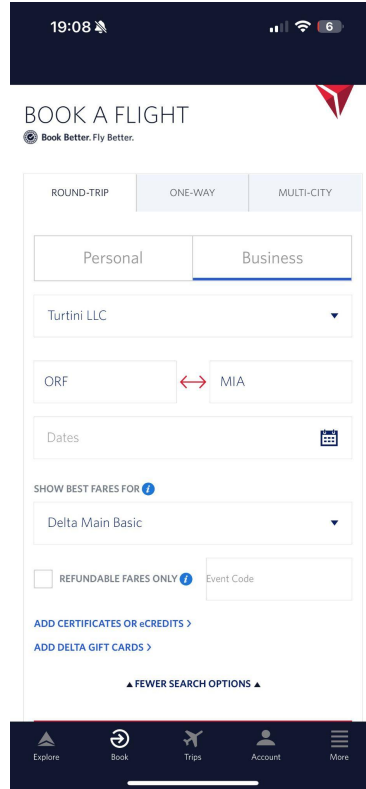 19:08
6
BOOK A FLIGHT
Book Better. Fly Better.
ROUND-TRIP
ONE-WAY
MULTI-CITY
Personal
Business
Turtini LLC
ORF
MIA
Dates
SHOW BEST FARES FOR i
Delta Main Basic
REFUNDABLE FARES ONLY i
Event Code
ADD CERTIFICATES OR eCREDITS >
ADD DELTA GIFT CARDS >
▲ FEWER SEARCH OPTIONS ▲
Explore
Book
Trips
Account
More